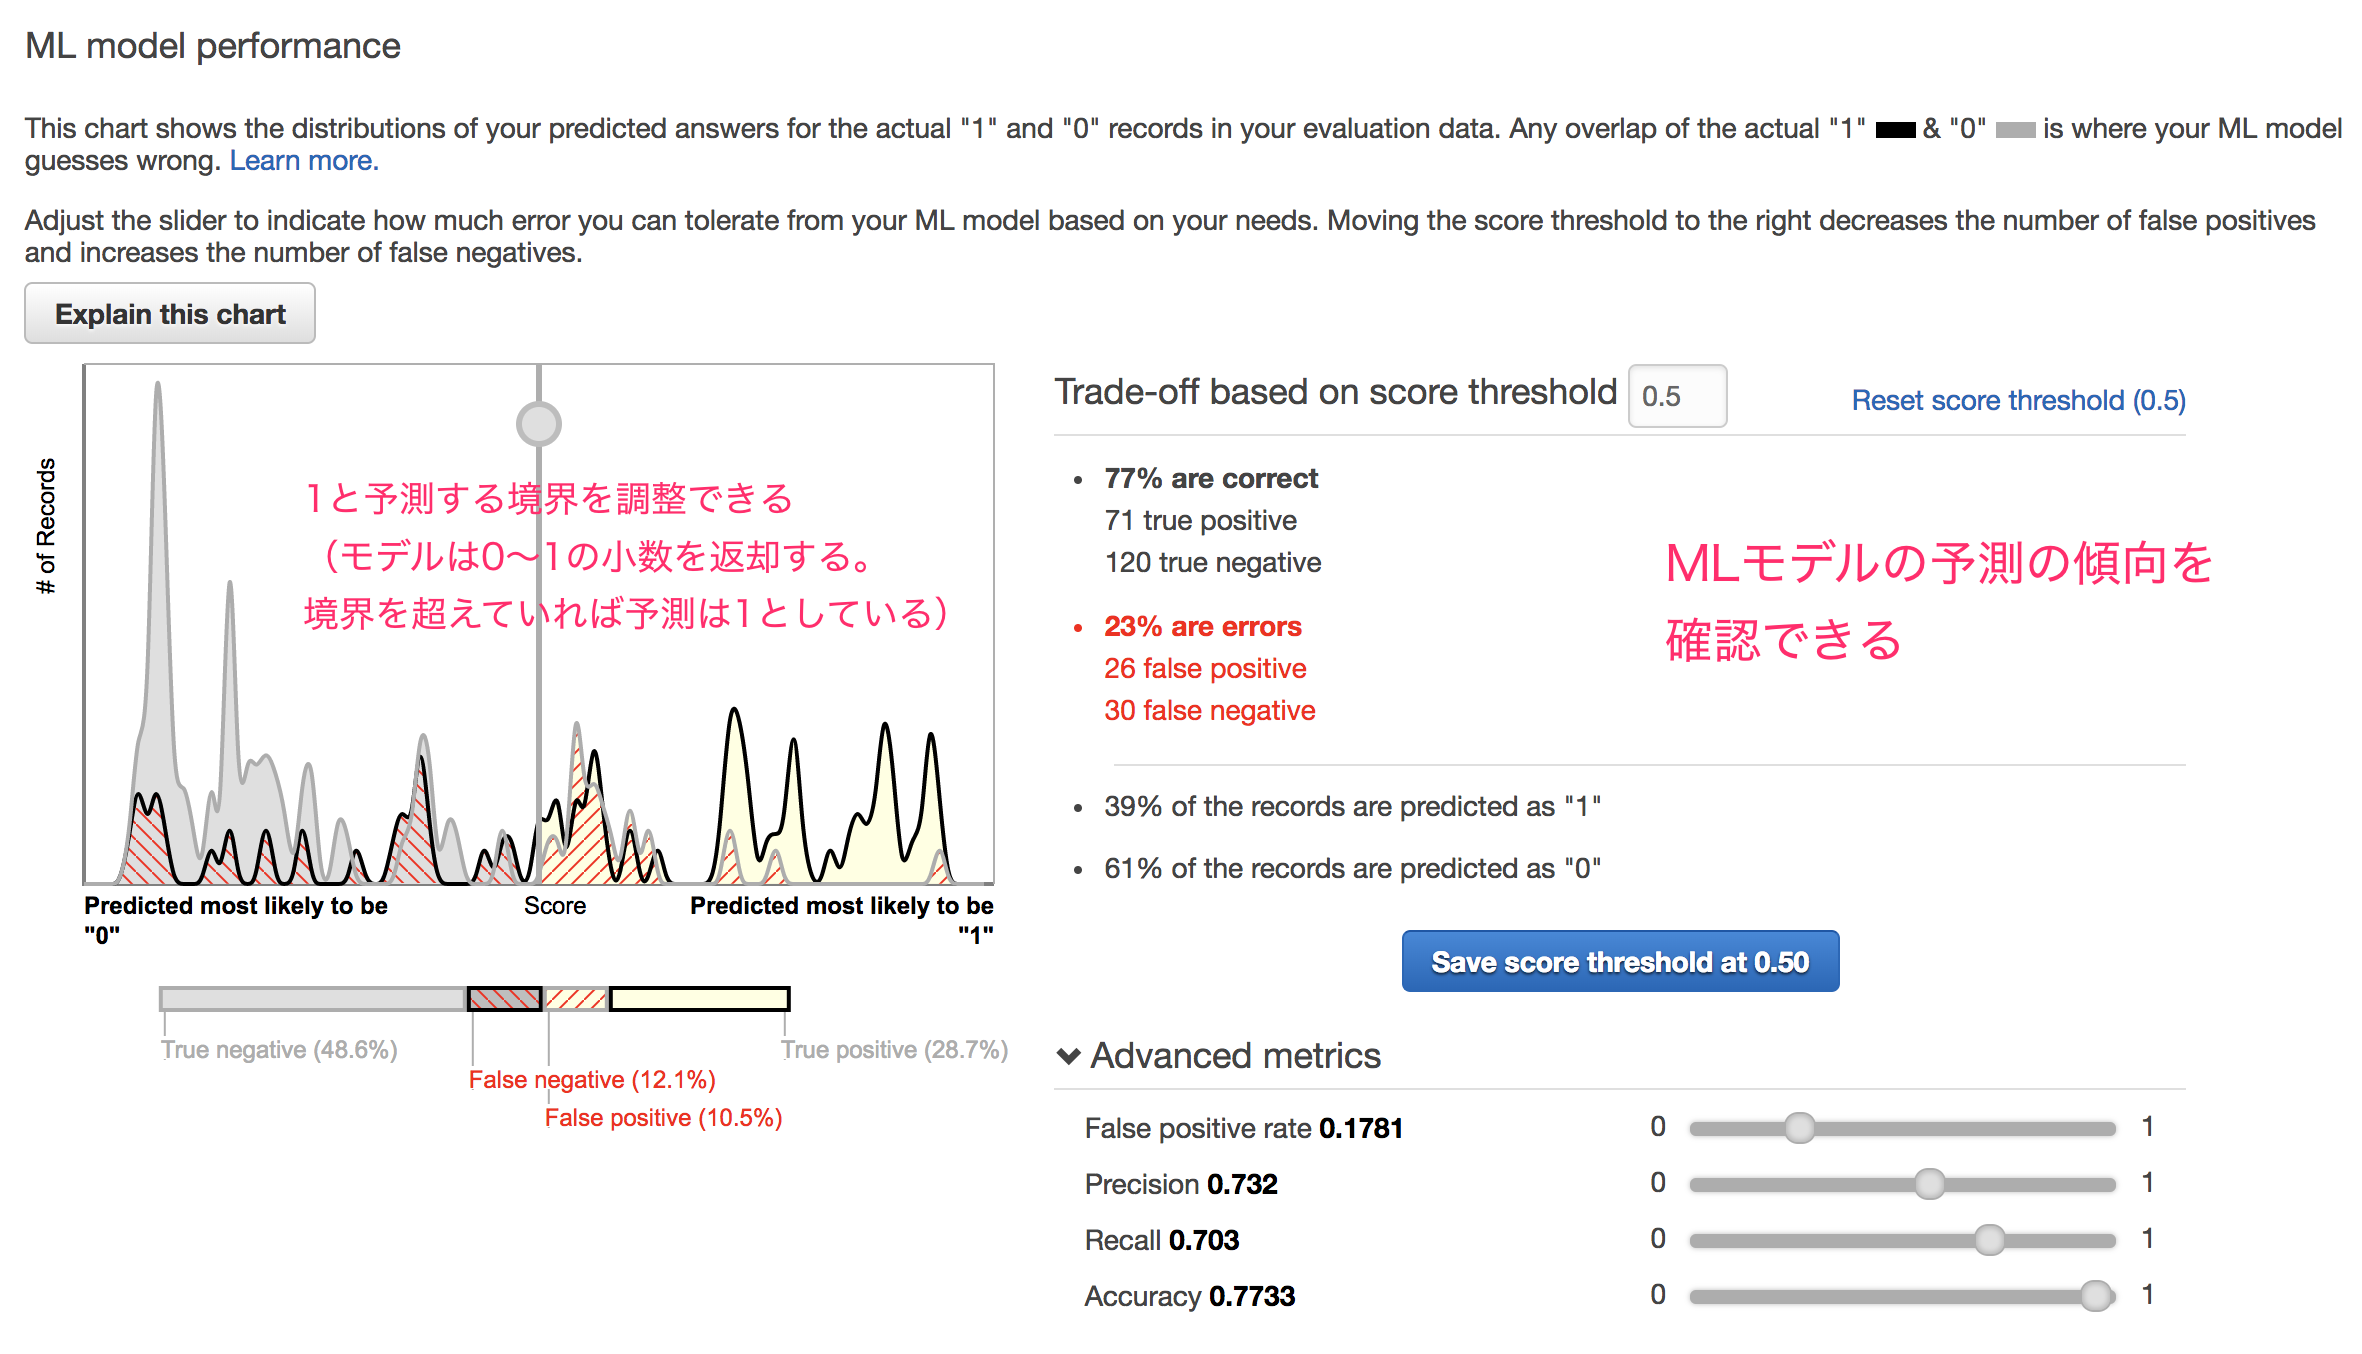 ML model performance
This chart shows the distributions of your predicted answers for the actual "1" and "0" records in your evaluation data. Any overlap of the actual "1" & "0" is where your ML model
guesses wrong. Learn more.
Adjust the slider to indicate how much error you can tolerate from your ML model based on your needs. Moving the score threshold to the right decreases the number of false positives
and increases the number of false negatives.
Explain this chart
# of Records
1と予測する境界を調整できる
（モデルは0〜1の小数を返却する。
境界を超えていれば予測は1としている）
Predicted most likely to be
"0"
Score
Predicted most likely to be
"1"
True negative (48.6%)
True positive (28.7%)
False negative (12.1%)
False positive (10.5%)
Trade-off based on score threshold 0.5
Reset score threshold (0.5)
• 77% are correct
71 true positive
120 true negative
• 23% are errors
26 false positive
30 false negative
MLモデルの予測の傾向を
確認できる
• 39% of the records are predicted as "1"
• 61% of the records are predicted as "0"
Save score threshold at 0.50
Advanced metrics
False positive rate 0.1781 0 1
Precision 0.732 0 1
Recall 0.703 0 1
Accuracy 0.7733 0 1